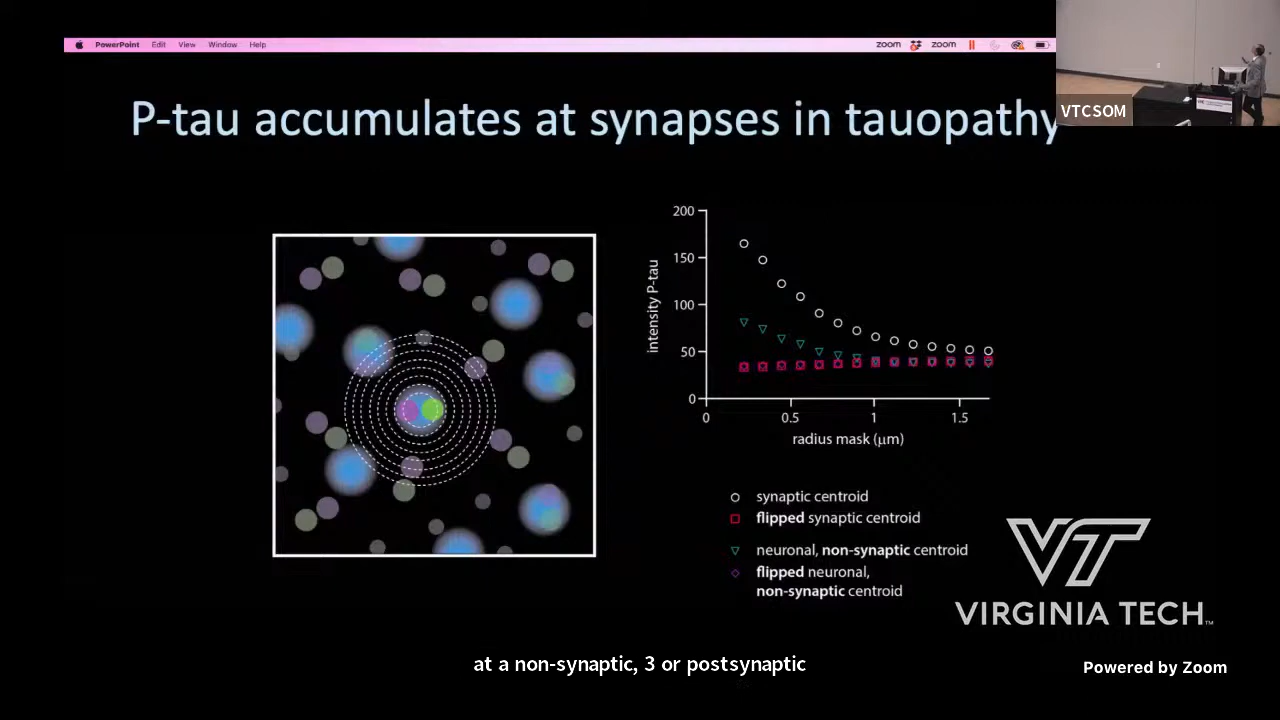 PowerPoint Edit View Window Help
zoom zoom
VTCSOM
P-tau accumulates at synapses in tauopathy
200
150
100
50
0
intensity P-tau
0 0.5 1 1.5
radius mask (μm)
synaptic centroid
flipped synaptic centroid
neuronal, non-synaptic centroid
flipped neuronal,
non-synaptic centroid
VT
VIRGINIA TECH™
at a non-synaptic, 3 or postsynaptic
Powered by Zoom